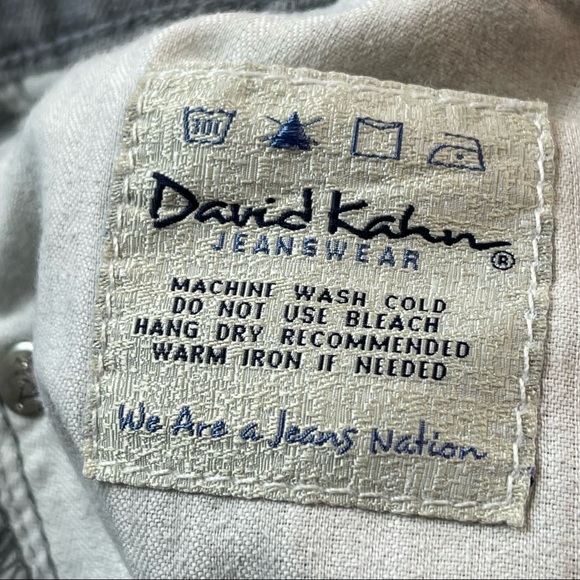 30C
David Kahn
JEANSWEAR ®
MACHINE WASH COLD
DO NOT USE BLEACH
HANG DRY RECOMMENDED
WARM IRON IF NEEDED
We Are a Jeans Nation